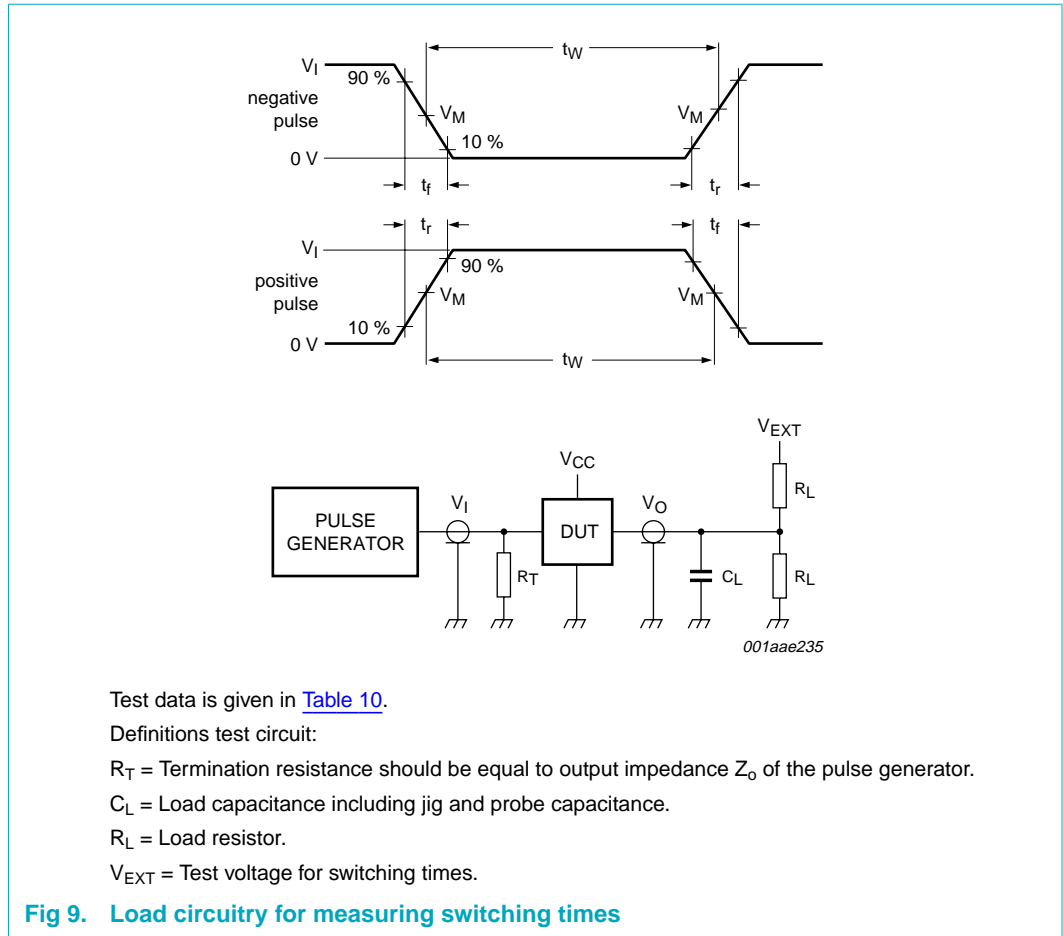 tW
VI
90 %
negative
pulse
VM
VM
10 %
0 V
tf
tr
tr
tf
VI
90 %
positive
pulse
VM
VM
10 %
0 V
tW
VEXT
VCC
RL
VI
VO
PULSE
GENERATOR
DUT
RT
CL
RL
001aae235
Test data is given in Table 10.
Definitions test circuit:
RT = Termination resistance should be equal to output impedance Zo of the pulse generator.
CL = Load capacitance including jig and probe capacitance.
RL = Load resistor.
VEXT = Test voltage for switching times.
Fig 9. Load circuitry for measuring switching times